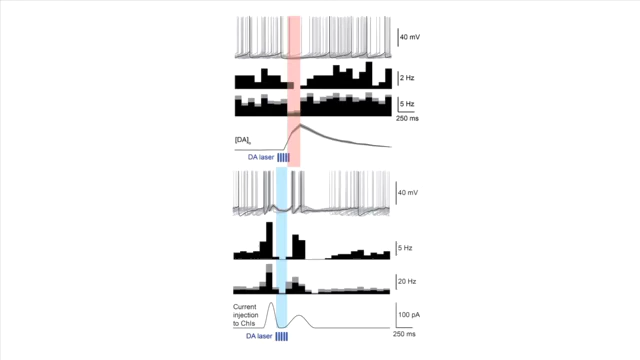 40 mV
2 Hz
5 Hz
250 ms
[DA]o
DA laser
40 mV
5 Hz
20 Hz
Current
injection
to ChIs
100 pA
DA laser
250 ms